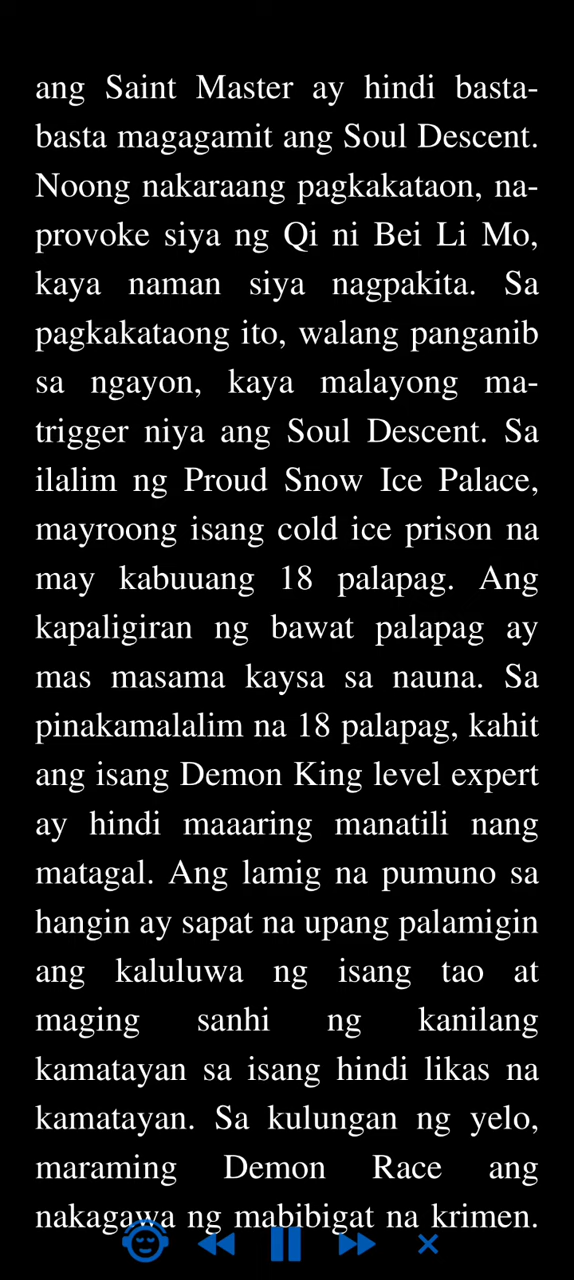 ang Saint Master ay hindi basta-
basta magagamit ang Soul Descent.
Noong nakaraang pagkakataon, na-
provoke siya ng Qi ni Bei Li Mo,
kaya naman siya nagpakita. Sa
pagkakataong ito, walang panganib
sa ngayon, kaya malayong ma-
trigger niya ang Soul Descent. Sa
ilalim ng Proud Snow Ice Palace,
mayroong isang cold ice prison na
may kabuuang 18 palapag. Ang
kapaligiran ng bawat palapag ay
mas masama kaysa sa nauna. Sa
pinakamalalim na 18 palapag, kahit
ang isang Demon King level expert
ay hindi maaaring manatili nang
matagal. Ang lamig na pumuno sa
hangin ay sapat na upang palamigin
ang kaluluwa ng isang tao at
maging sanhi ng kanilang
kamatayan sa isang hindi likas na
kamatayan. Sa kulungan ng yelo,
maraming Demon Race ang
nakagawa ng mabibigat na krimen.